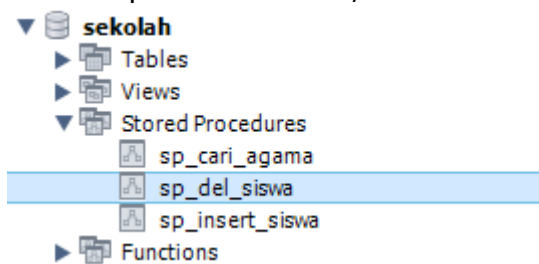 sekolah
Tables
Views
Stored Procedures
sp_cari_agama
sp_del_siswa
sp_insert_siswa
Functions